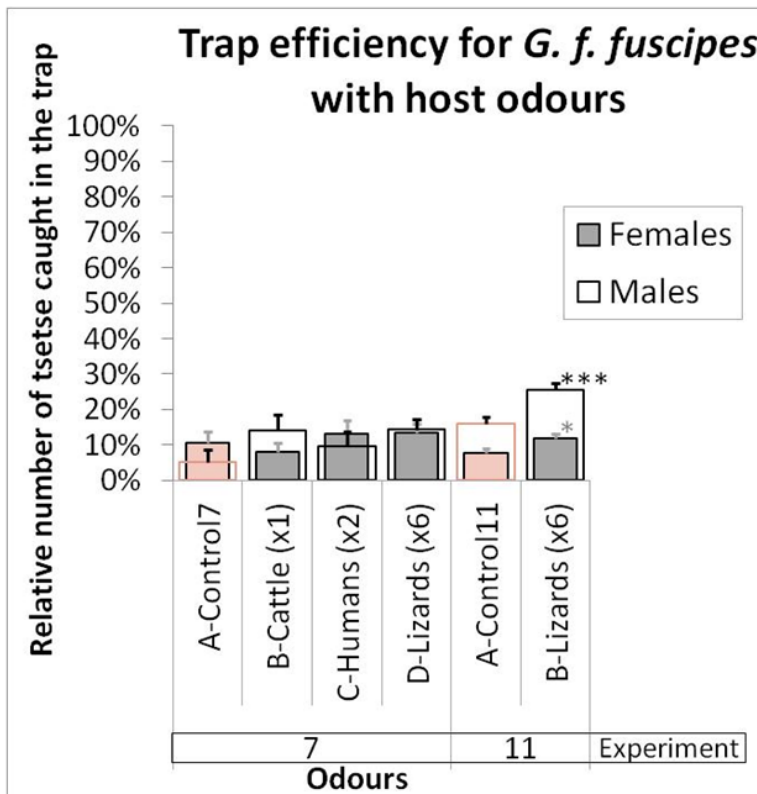 Trap efficiency for G. f. fuscipes
with host odours
Relative number of tsetse caught in the trap
100%
90%
80%
70%
60%
50%
40%
30%
20%
10%
0%
Females
Males
***
*
A-Control7
B-Cattle (x1)
C-Humans (x2)
D-Lizards (x6)
A-Control11
B-Lizards (x6)
7 11 Experiment
Odours